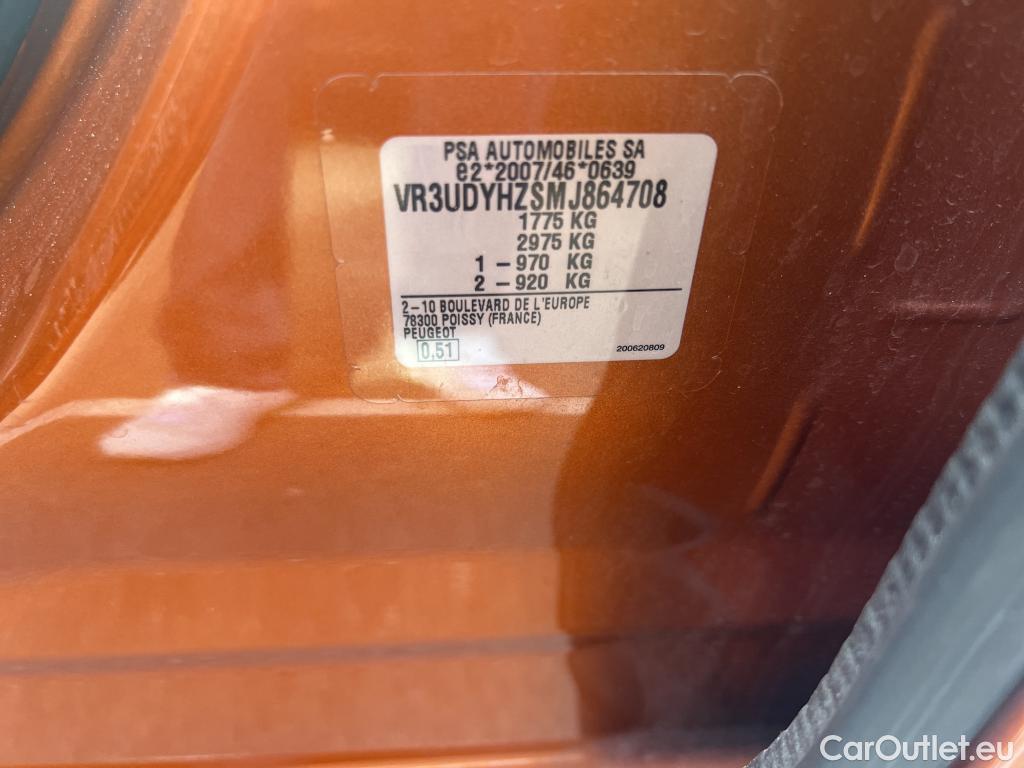 PSA AUTOMOBILES SA
e2*2007/46*0639
VR3UDYHZSMJ864708
1775 KG
2975 KG
1 – 970 KG
2 – 920 KG
2–10 BOULEVARD DE L'EUROPE
78300 POISSY (FRANCE)
PEUGEOT
0,51
200620809
CarOutlet.eu